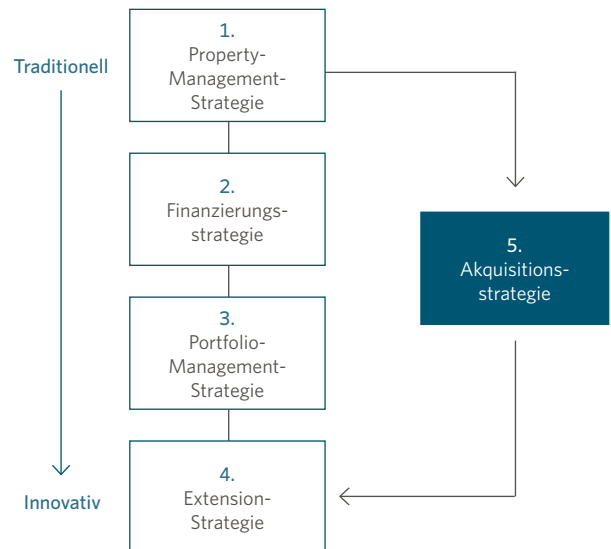 Traditionell
1.
Property-
Management-
Strategie
2.
Finanzierungs-
strategie
3.
Portfolio-
Management-
Strategie
4.
Extension-
Strategie
Innovativ
5.
Akquisitions-
strategie